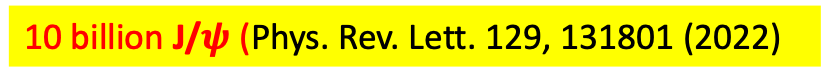 10 billion J/ψ (Phys. Rev. Lett. 129, 131801 (2022)